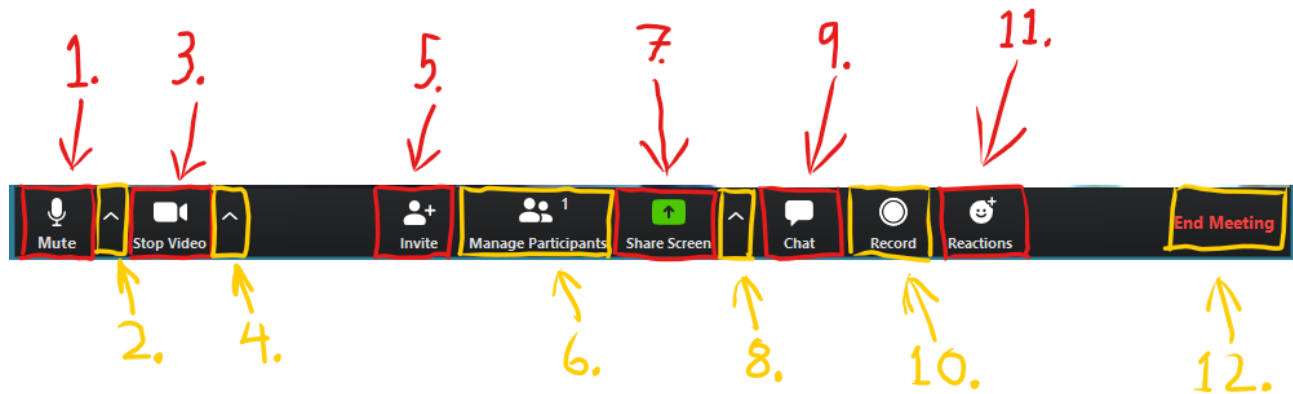 1. 3. 5. 7. 9. 11.
1
Mute Stop Video Invite Manage Participants Share Screen Chat Record Reactions End Meeting
2. 4. 6. 8. 10. 12.